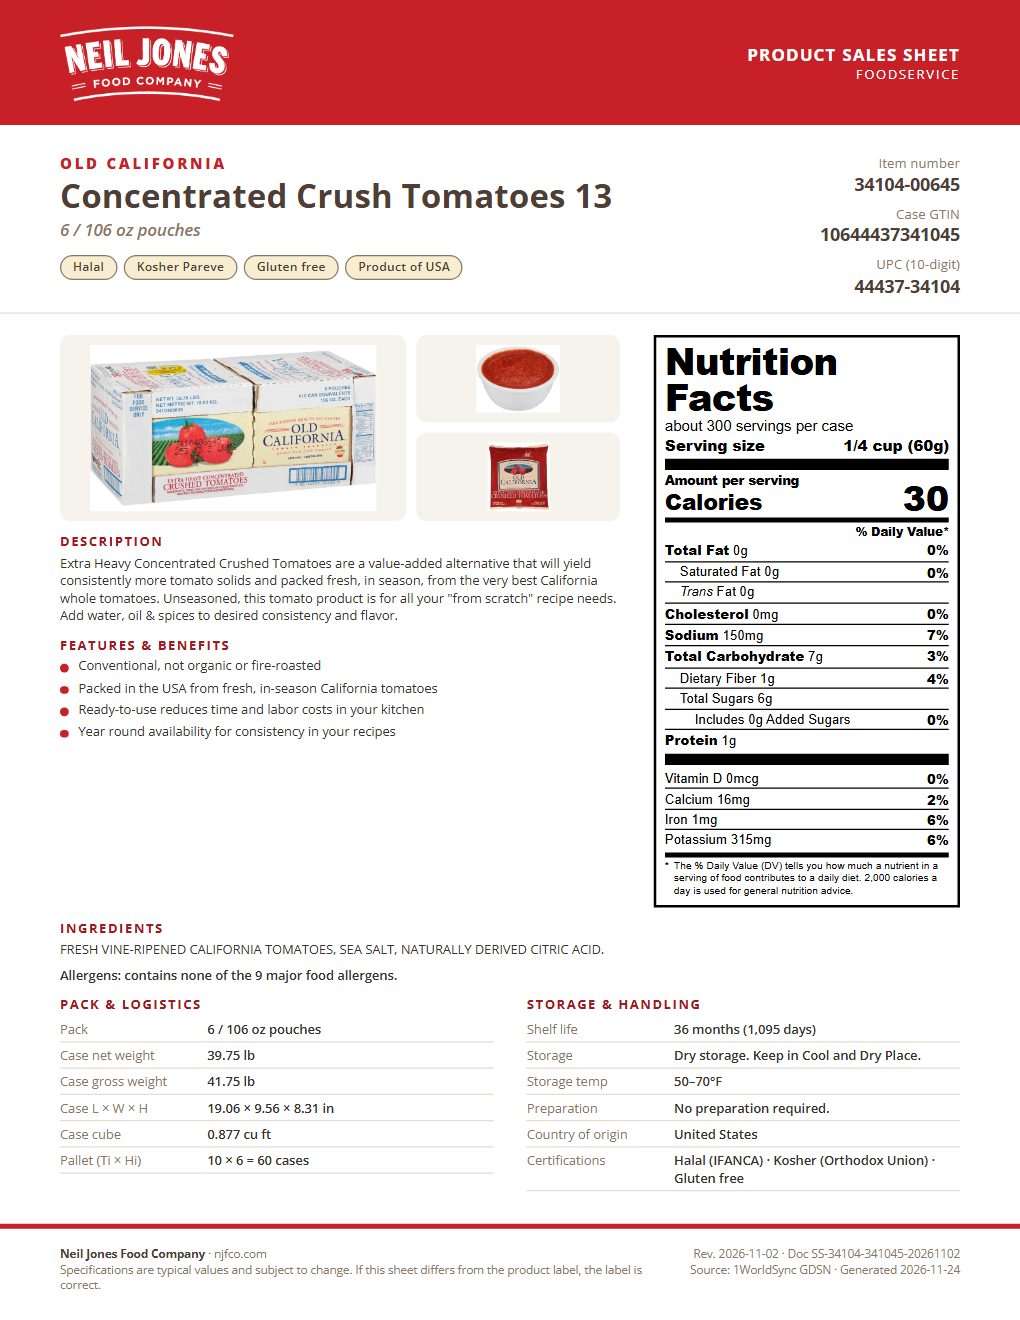 NEIL JONES
FOOD COMPANY
PRODUCT SALES SHEET
FOODSERVICE
OLD CALIFORNIA
Concentrated Crush Tomatoes 13
6 / 106 oz pouches
Halal
Kosher Pareve
Gluten free
Product of USA
Item number
34104-00645
Case GTIN
10644437341045
UPC (10-digit)
44437-34104
FOR
FOOD
SERVICE
ONLY
6 POUCHES
OLD
CALIFORNIA
EXTRA HEAVY CONCENTRATED
CRUSHED TOMATOES
OLD
CALIFORNIA
CRUSHED TOMATOES
DESCRIPTION
Extra Heavy Concentrated Crushed Tomatoes are a value-added alternative that will yield
consistently more tomato solids and packed fresh, in season, from the very best California
whole tomatoes. Unseasoned, this tomato product is for all your "from scratch" recipe needs.
Add water, oil & spices to desired consistency and flavor.
FEATURES & BENEFITS
Conventional, not organic or fire-roasted
Packed in the USA from fresh, in-season California tomatoes
Ready-to-use reduces time and labor costs in your kitchen
Year round availability for consistency in your recipes
Nutrition
Facts
about 300 servings per case
Serving size 1/4 cup (60g)
Amount per serving
Calories 30
% Daily Value*
Total Fat 0g 0%
Saturated Fat 0g 0%
Trans Fat 0g
Cholesterol 0mg 0%
Sodium 150mg 7%
Total Carbohydrate 7g 3%
Dietary Fiber 1g 4%
Total Sugars 6g
Includes 0g Added Sugars 0%
Protein 1g
Vitamin D 0mcg 0%
Calcium 16mg 2%
Iron 1mg 6%
Potassium 315mg 6%
* The % Daily Value (DV) tells you how much a nutrient in a
serving of food contributes to a daily diet. 2,000 calories a
day is used for general nutrition advice.
INGREDIENTS
FRESH VINE-RIPENED CALIFORNIA TOMATOES, SEA SALT, NATURALLY DERIVED CITRIC ACID.
Allergens: contains none of the 9 major food allergens.
PACK & LOGISTICS
Pack 6 / 106 oz pouches
Case net weight 39.75 lb
Case gross weight 41.75 lb
Case L × W × H 19.06 × 9.56 × 8.31 in
Case cube 0.877 cu ft
Pallet (Ti × Hi) 10 × 6 = 60 cases
STORAGE & HANDLING
Shelf life 36 months (1,095 days)
Storage Dry storage. Keep in Cool and Dry Place.
Storage temp 50–70°F
Preparation No preparation required.
Country of origin United States
Certifications Halal (IFANCA) · Kosher (Orthodox Union) ·
Gluten free
Neil Jones Food Company · njfco.com
Specifications are typical values and subject to change. If this sheet differs from the product label, the label is
correct.
Rev. 2026-11-02 · Doc SS-34104-341045-20261102
Source: 1WorldSync GDSN · Generated 2026-11-24